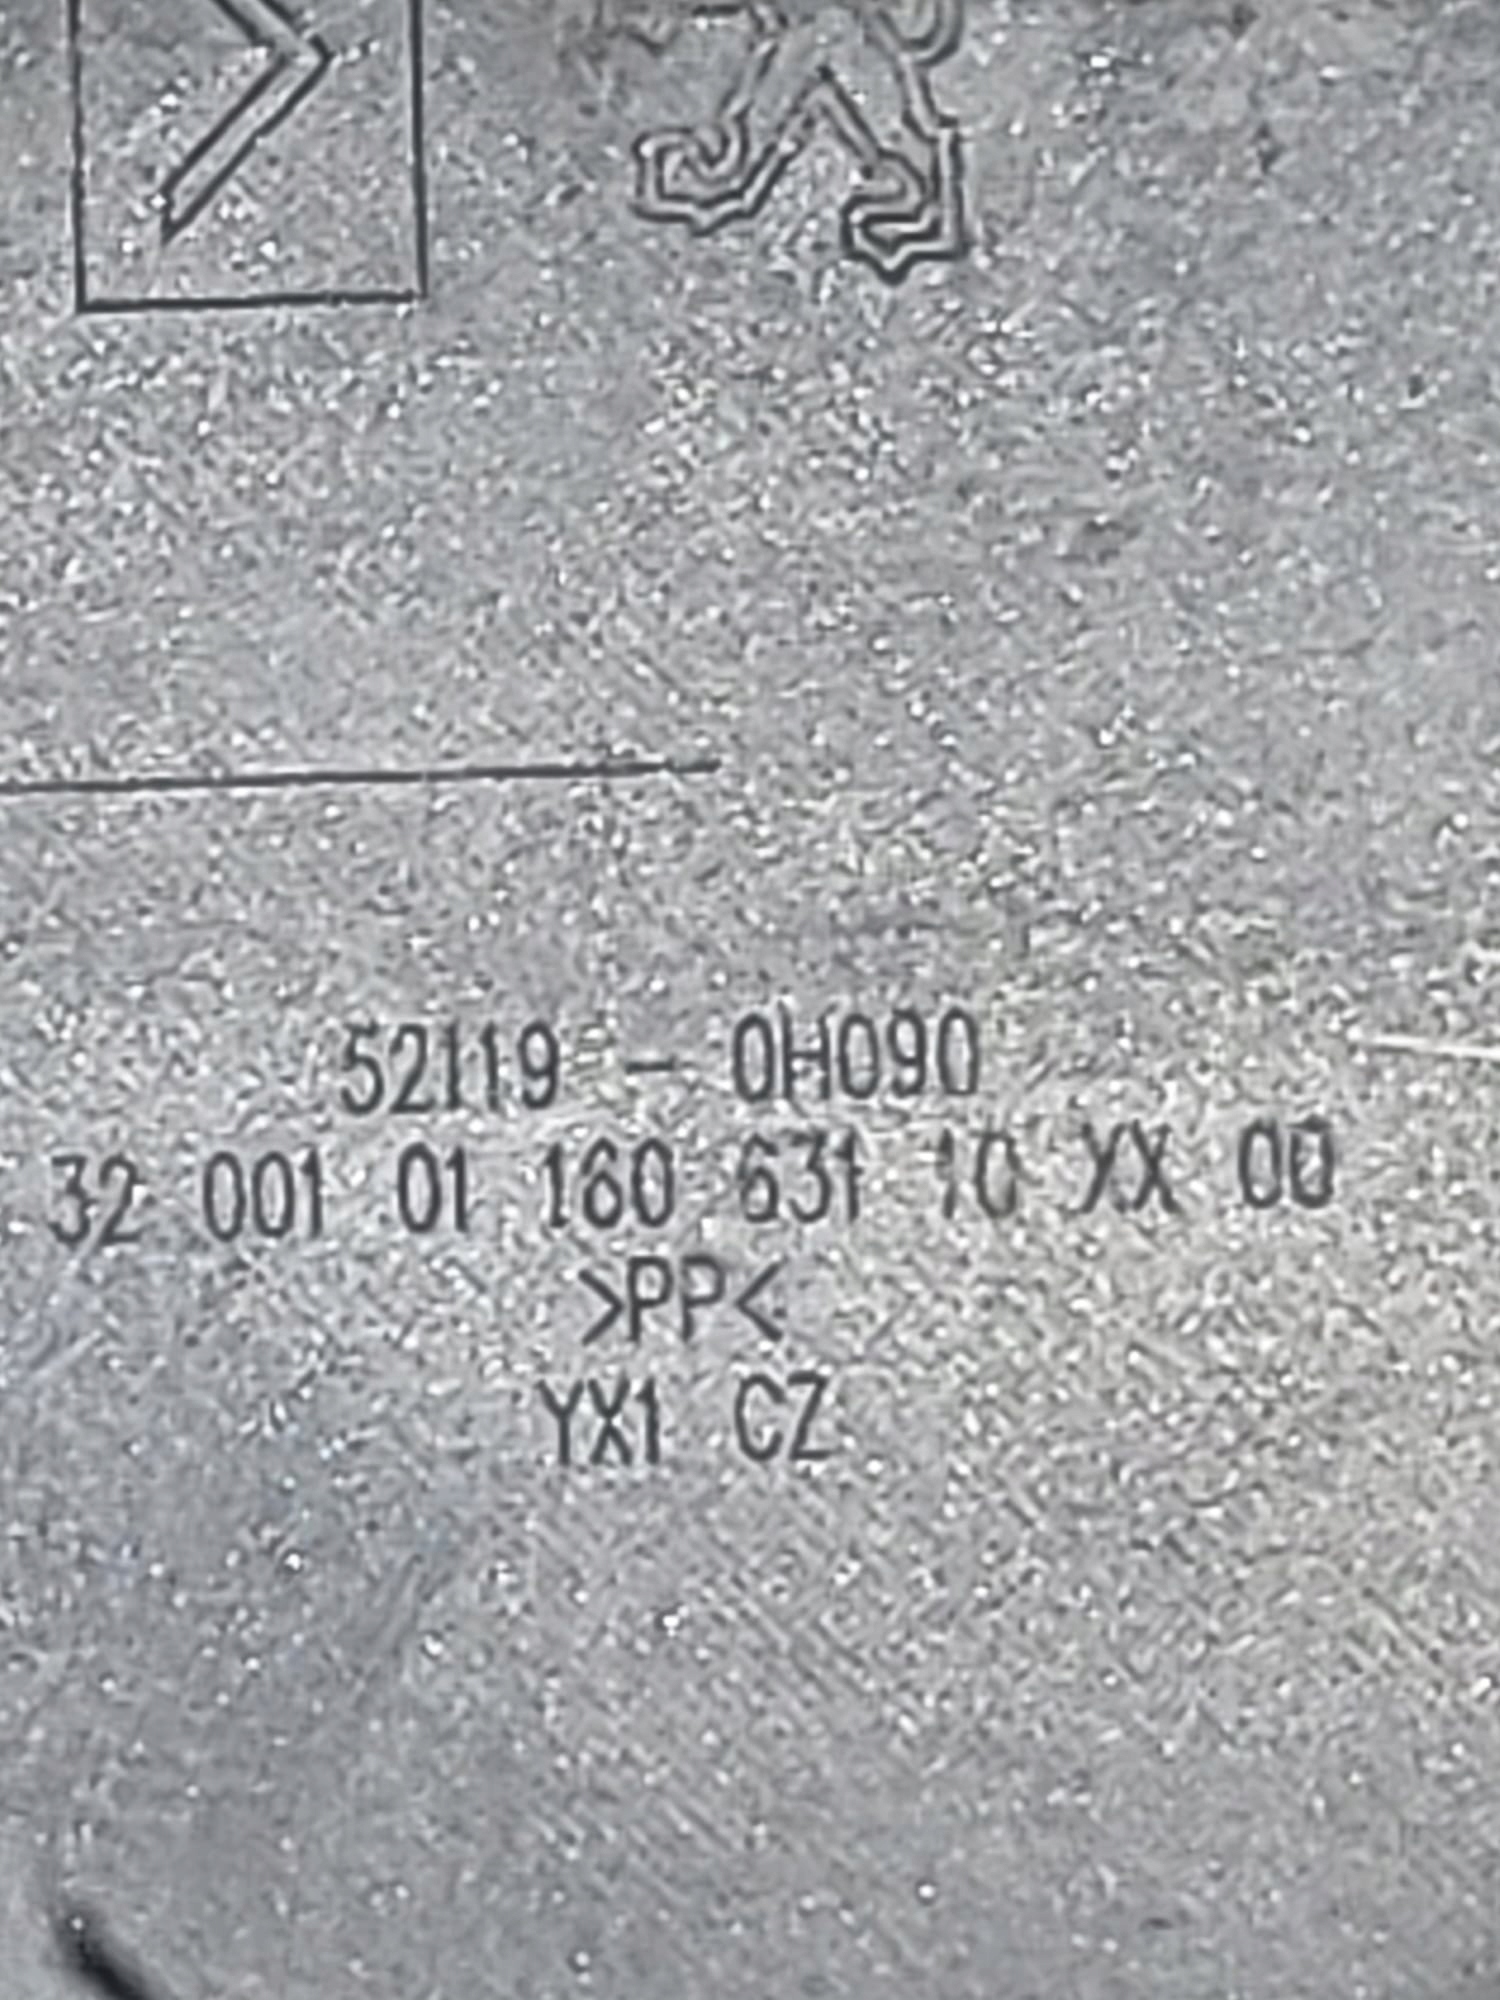 52119 - 0H090
32 001 01 160 631 10 XX 00
>PP<
YX1 CZ